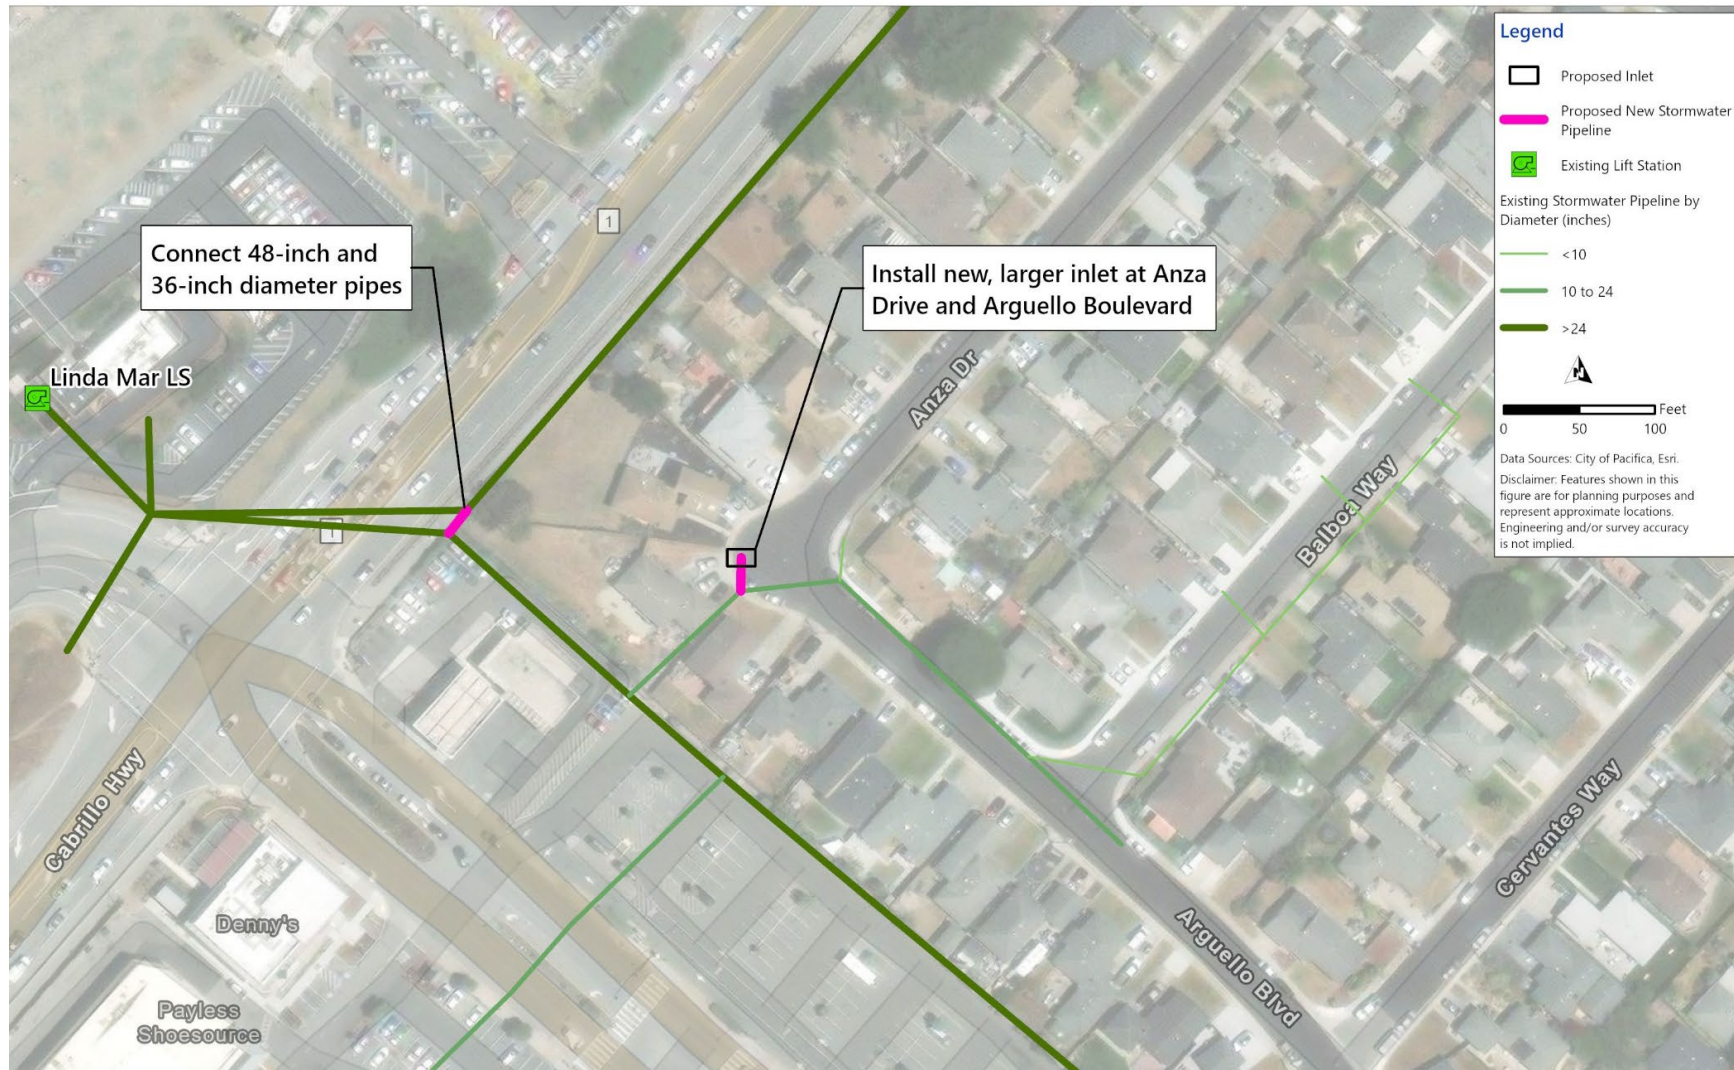 Connect 48-inch and
36-inch diameter pipes
Install new, larger inlet at Anza
Drive and Arguello Boulevard
Linda Mar LS
1
1
Anza Dr
Balboa Way
Cervantes Way
Arguello Blvd
Cabrillo Hwy
Denny's
Payless
Shoesource
Legend
Proposed Inlet
Proposed New Stormwater
Pipeline
Existing Lift Station
Existing Stormwater Pipeline by
Diameter (inches)
<10
10 to 24
>24
N
Feet
0 50 100
Data Sources: City of Pacifica, Esri.
Disclaimer: Features shown in this
figure are for planning purposes and
represent approximate locations.
Engineering and/or survey accuracy
is not implied.